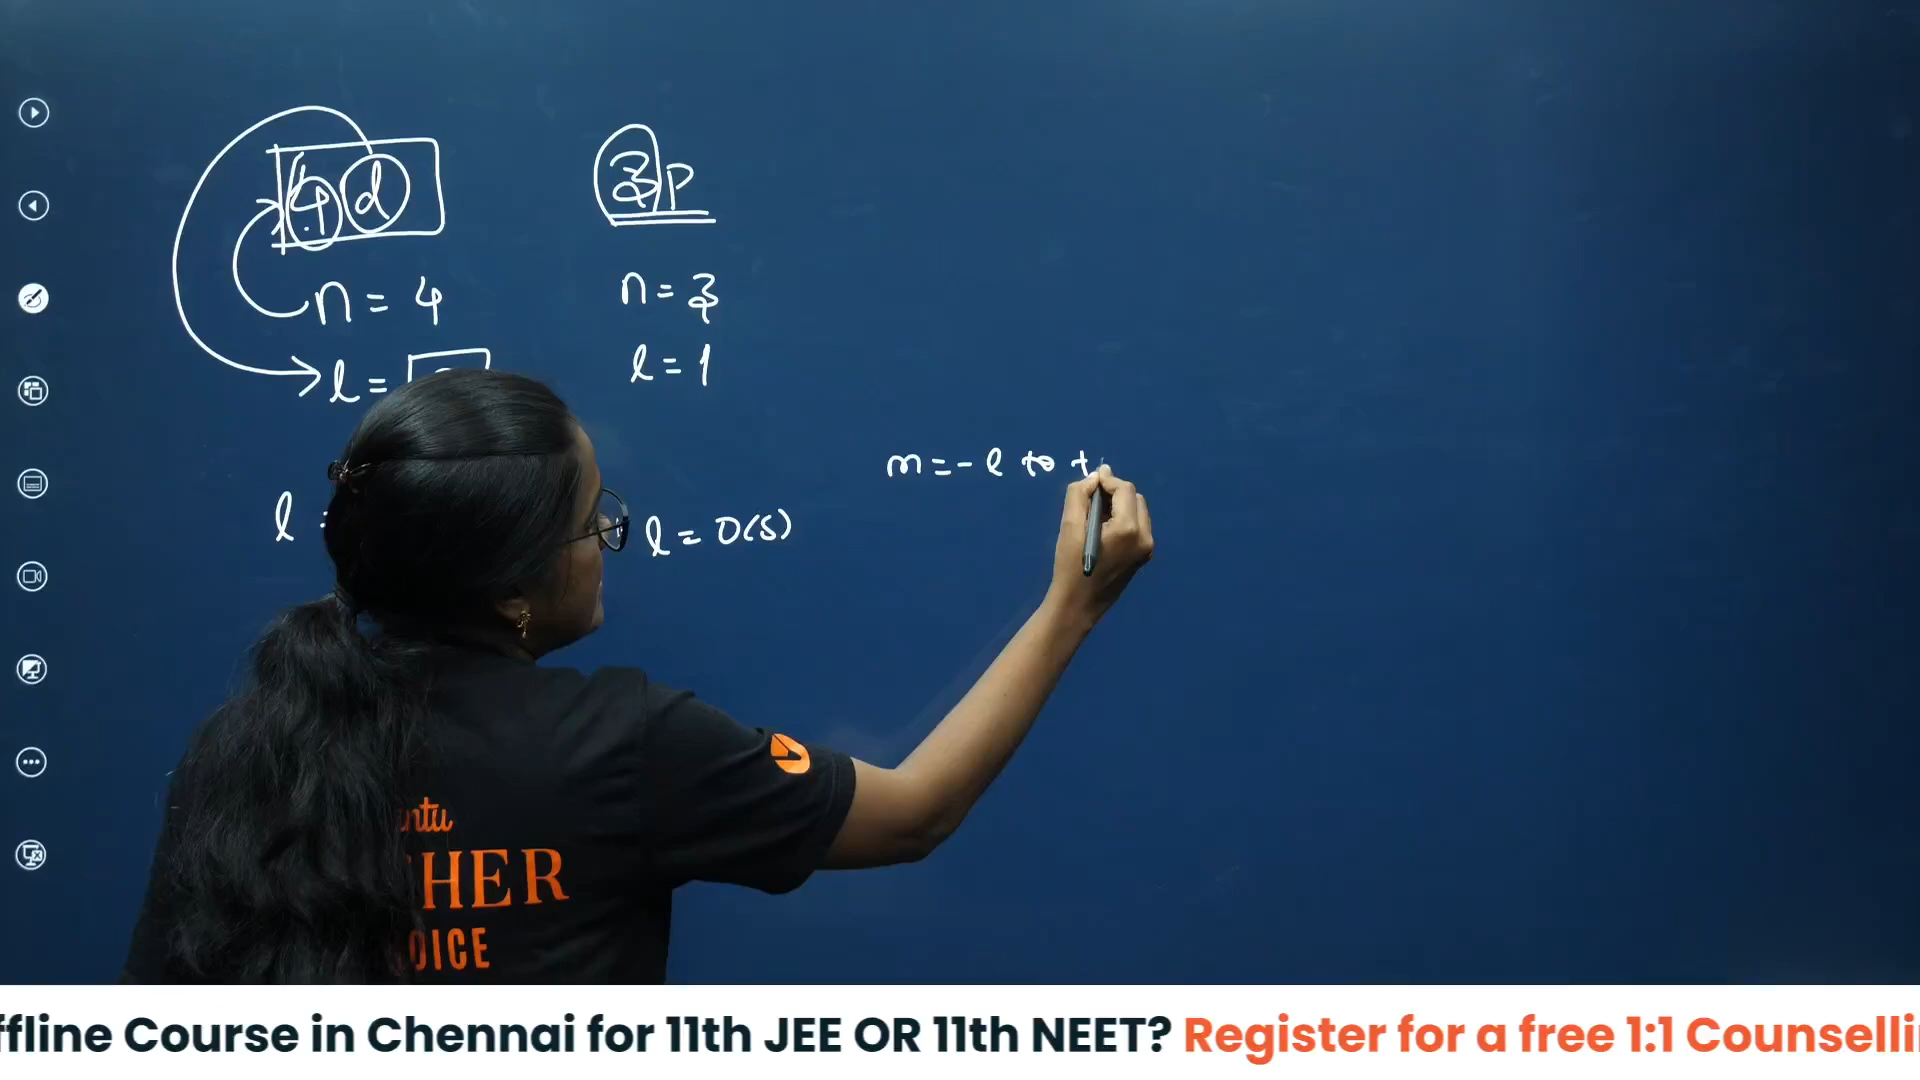 4d
3p
n = 4
n = 3
l =
l = 1
m = - l to +
l
l = 0(s)
HER
OICE
ffline Course in Chennai for 11th JEE OR 11th NEET? Register for a free 1:1 Counselli